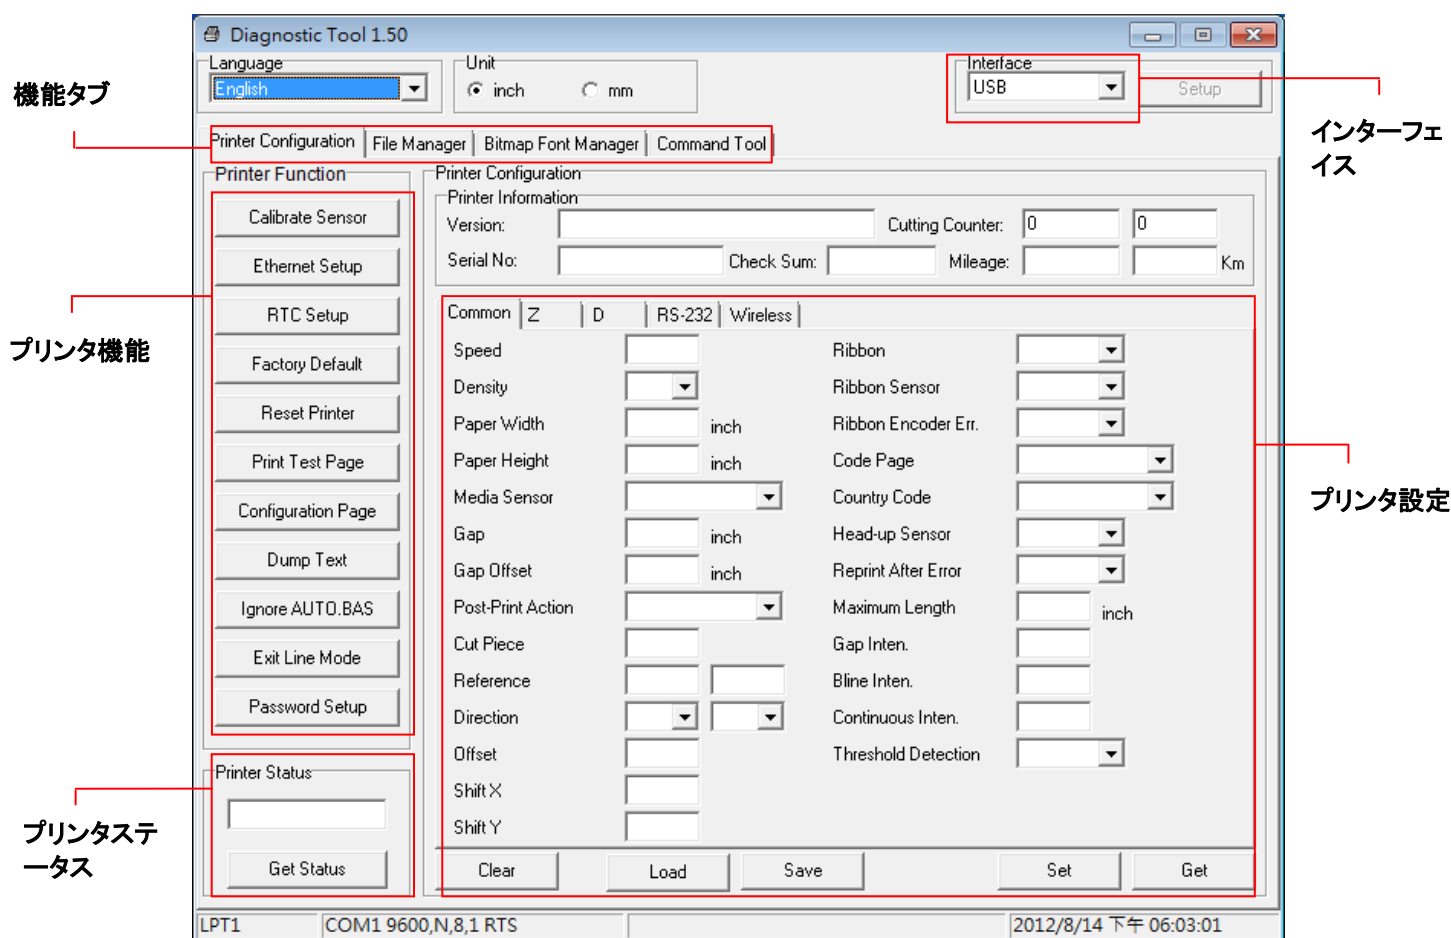 Diagnostic Tool 1.50
Language
English
Unit
inch
mm
Interface
USB
Setup
機能タブ
インターフェ
イス
Printer Configuration
File Manager
Bitmap Font Manager
Command Tool
Printer Function
Calibrate Sensor
Ethernet Setup
RTC Setup
Factory Default
Reset Printer
Print Test Page
Configuration Page
Dump Text
Ignore AUTO.BAS
Exit Line Mode
Password Setup
プリンタ機能
Printer Configuration
Printer Information
Version:
Cutting Counter: 0 0
Serial No:
Check Sum:
Mileage:
Km
Common
Z
D
RS-232
Wireless
Speed
Density
Paper Width inch
Paper Height inch
Media Sensor
Gap inch
Gap Offset inch
Post-Print Action
Cut Piece
Reference
Direction
Offset
Shift X
Shift Y
Ribbon
Ribbon Sensor
Ribbon Encoder Err.
Code Page
Country Code
Head-up Sensor
Reprint After Error
Maximum Length inch
Gap Inten.
Bline Inten.
Continuous Inten.
Threshold Detection
プリンタ設定
Printer Status
Get Status
プリンタステ
ータス
Clear
Load
Save
Set
Get
LPT1
COM1 9600,N,8,1 RTS
2012/8/14 下午 06:03:01